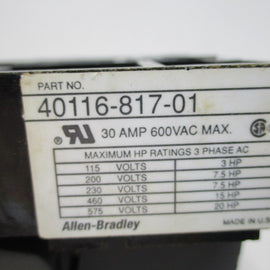 PART NO.
40116-817-01
30 AMP 600VAC MAX.
MAXIMUM HP RATINGS 3 PHASE AC
115 VOLTS 3 HP
200 VOLTS 7.5 HP
230 VOLTS 7.5 HP
460 VOLTS 15 HP
575 VOLTS 20 HP
Allen-Bradley MADE IN U.S